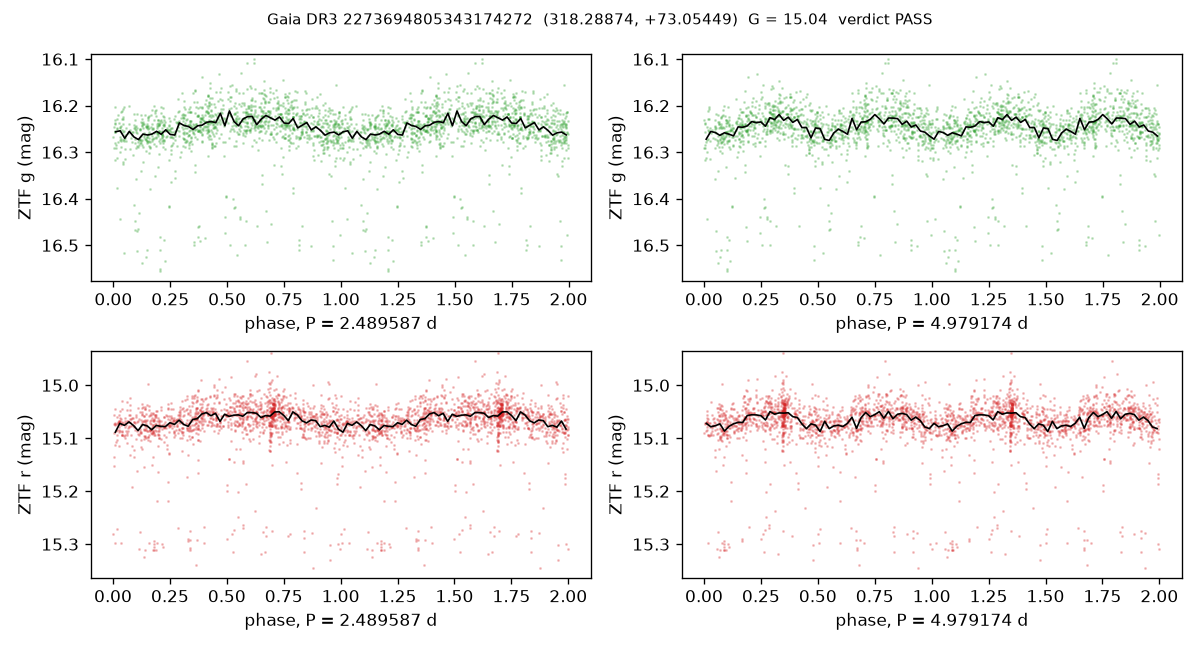 Gaia DR3 2273694805343174272 (318.28874, +73.05449) G = 15.04 verdict PASS
ZTF g (mag)
16.1
16.2
16.3
16.4
16.5
0.00 0.25 0.50 0.75 1.00 1.25 1.50 1.75 2.00
phase, P = 2.489587 d
ZTF g (mag)
16.1
16.2
16.3
16.4
16.5
0.00 0.25 0.50 0.75 1.00 1.25 1.50 1.75 2.00
phase, P = 4.979174 d
ZTF r (mag)
15.0
15.1
15.2
15.3
0.00 0.25 0.50 0.75 1.00 1.25 1.50 1.75 2.00
phase, P = 2.489587 d
ZTF r (mag)
15.0
15.1
15.2
15.3
0.00 0.25 0.50 0.75 1.00 1.25 1.50 1.75 2.00
phase, P = 4.979174 d